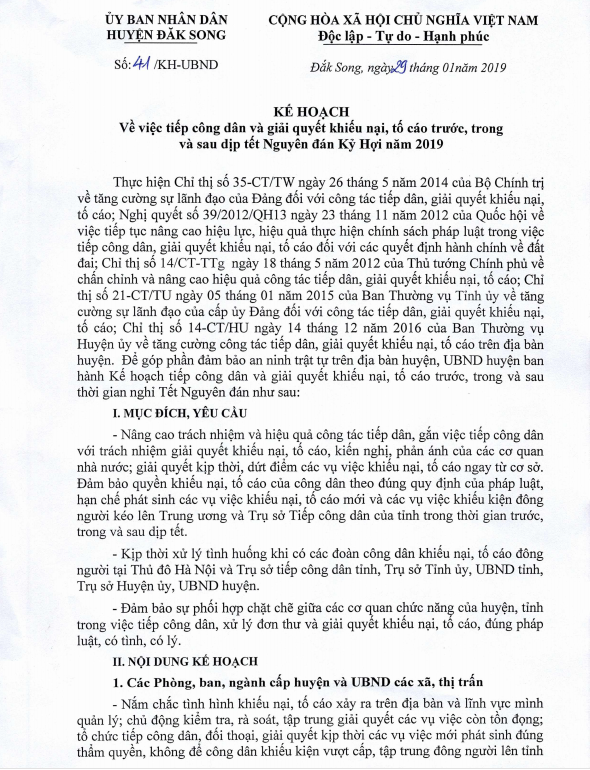 ỦY BAN NHÂN DÂN
HUYỆN ĐĂK SONG
CỘNG HÒA XÃ HỘI CHỦ NGHĨA VIỆT NAM
Độc lập - Tự do - Hạnh phúc
Số: 41 /KH-UBND
Đắk Song, ngày 29 tháng 01năm 2019
KẾ HOẠCH
Về việc tiếp công dân và giải quyết khiếu nại, tố cáo trước, trong
và sau dịp tết Nguyên đán Kỷ Hợi năm 2019
Thực hiện Chỉ thị số 35-CT/TW ngày 26 tháng 5 năm 2014 của Bộ Chính trị
về tăng cường sự lãnh đạo của Đảng đối với công tác tiếp dân, giải quyết khiếu nại,
tố cáo; Nghị quyết số 39/2012/QH13 ngày 23 tháng 11 năm 2012 của Quốc hội về
việc tiếp tục nâng cao hiệu lực, hiệu quả thực hiện chính sách pháp luật trong việc
tiếp công dân, giải quyết khiếu nại, tố cáo đối với các quyết định hành chính về đất
đai; Chỉ thị số 14/CT-TTg ngày 18 tháng 5 năm 2012 của Thủ tướng Chính phủ về
chấn chỉnh và nâng cao hiệu quả công tác tiếp dân, giải quyết khiếu nại, tố cáo; Chỉ
thị số 21-CT/TU ngày 05 tháng 01 năm 2015 của Ban Thường vụ Tỉnh ủy về tăng
cường sự lãnh đạo của cấp ủy Đảng đối với công tác tiếp dân, giải quyết khiếu nại,
tố cáo; Chỉ thị số 14-CT/HU ngày 14 tháng 12 năm 2016 của Ban Thường vụ
Huyện ủy về tăng cường công tác tiếp dân, giải quyết khiếu nại, tố cáo trên địa bàn
huyện. Để góp phần đảm bảo an ninh trật tự trên địa bàn huyện, UBND huyện ban
hành Kế hoạch tiếp công dân và giải quyết khiếu nại, tố cáo trước, trong và sau
thời gian nghỉ Tết Nguyên đán như sau:
I. MỤC ĐÍCH, YÊU CẦU
- Nâng cao trách nhiệm và hiệu quả công tác tiếp dân, gắn việc tiếp công dân
với trách nhiệm giải quyết khiếu nại, tố cáo, kiến nghị, phản ánh của các cơ quan
nhà nước; giải quyết kịp thời, dứt điểm các vụ việc khiếu nại, tố cáo ngay từ cơ sở.
Đảm bảo quyền khiếu nại, tố cáo của công dân theo đúng quy định của pháp luật,
hạn chế phát sinh các vụ việc khiếu nại, tố cáo mới và các vụ việc khiếu kiện đông
người kéo lên Trung ương và Trụ sở Tiếp công dân của tỉnh trong thời gian trước,
trong và sau dịp tết.
- Kịp thời xử lý tình huống khi có các đoàn công dân khiếu nại, tố cáo đông
người tại Thủ đô Hà Nội và Trụ sở tiếp công dân tỉnh, Trụ sở Tỉnh ủy, UBND tỉnh,
Trụ sở Huyện ủy, UBND huyện.
- Đảm bảo sự phối hợp chặt chẽ giữa các cơ quan chức năng của huyện, tỉnh
trong việc tiếp công dân, xử lý đơn thư và giải quyết khiếu nại, tố cáo, đúng pháp
luật, có tình, có lý.
II. NỘI DUNG KẾ HOẠCH
1. Các Phòng, ban, ngành cấp huyện và UBND các xã, thị trấn
- Nắm chắc tình hình khiếu nại, tố cáo xảy ra trên địa bàn và lĩnh vực mình
quản lý; chủ động kiểm tra, rà soát, tập trung giải quyết các vụ việc còn tồn đọng;
tổ chức tiếp công dân, đối thoại, giải quyết kịp thời các vụ việc mới phát sinh đúng
thẩm quyền, không để công dân khiếu kiện vượt cấp, tập trung đông người lên tỉnh